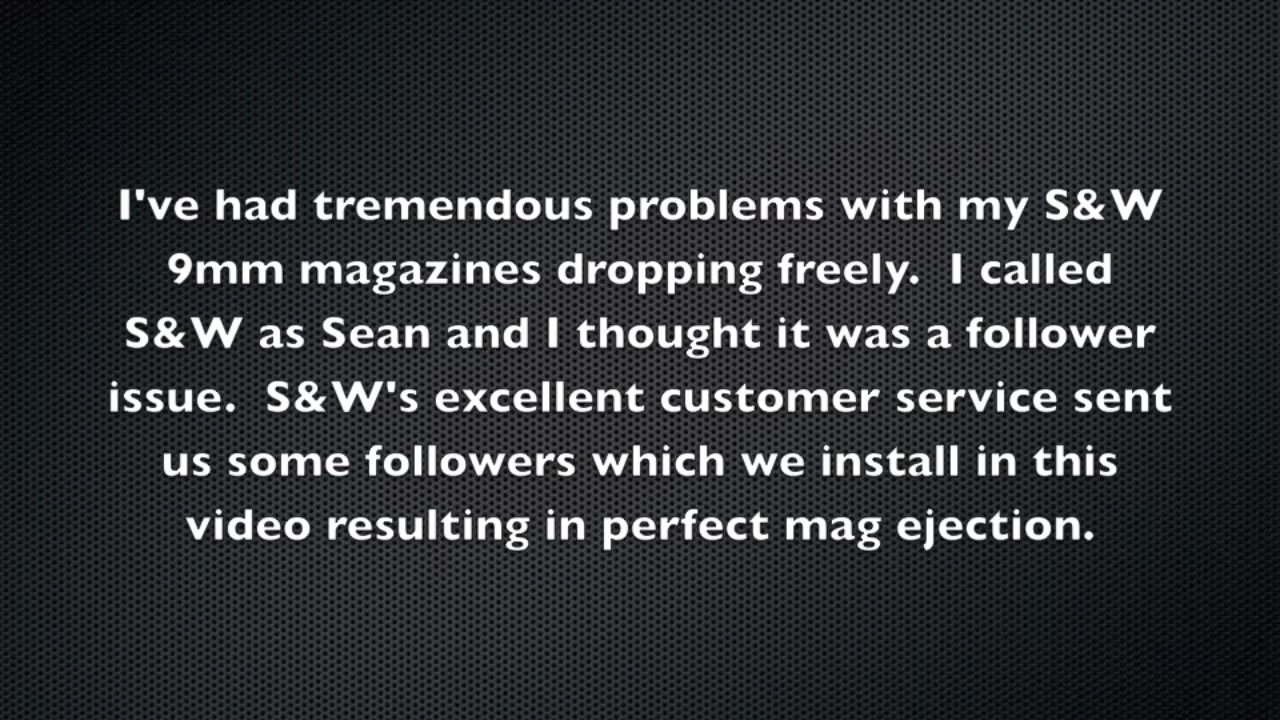 I've had tremendous problems with my S&W
9mm magazines dropping freely.  I called
S&W as Sean and I thought it was a follower
issue.  S&W's excellent customer service sent
us some followers which we install in this
video resulting in perfect mag ejection.